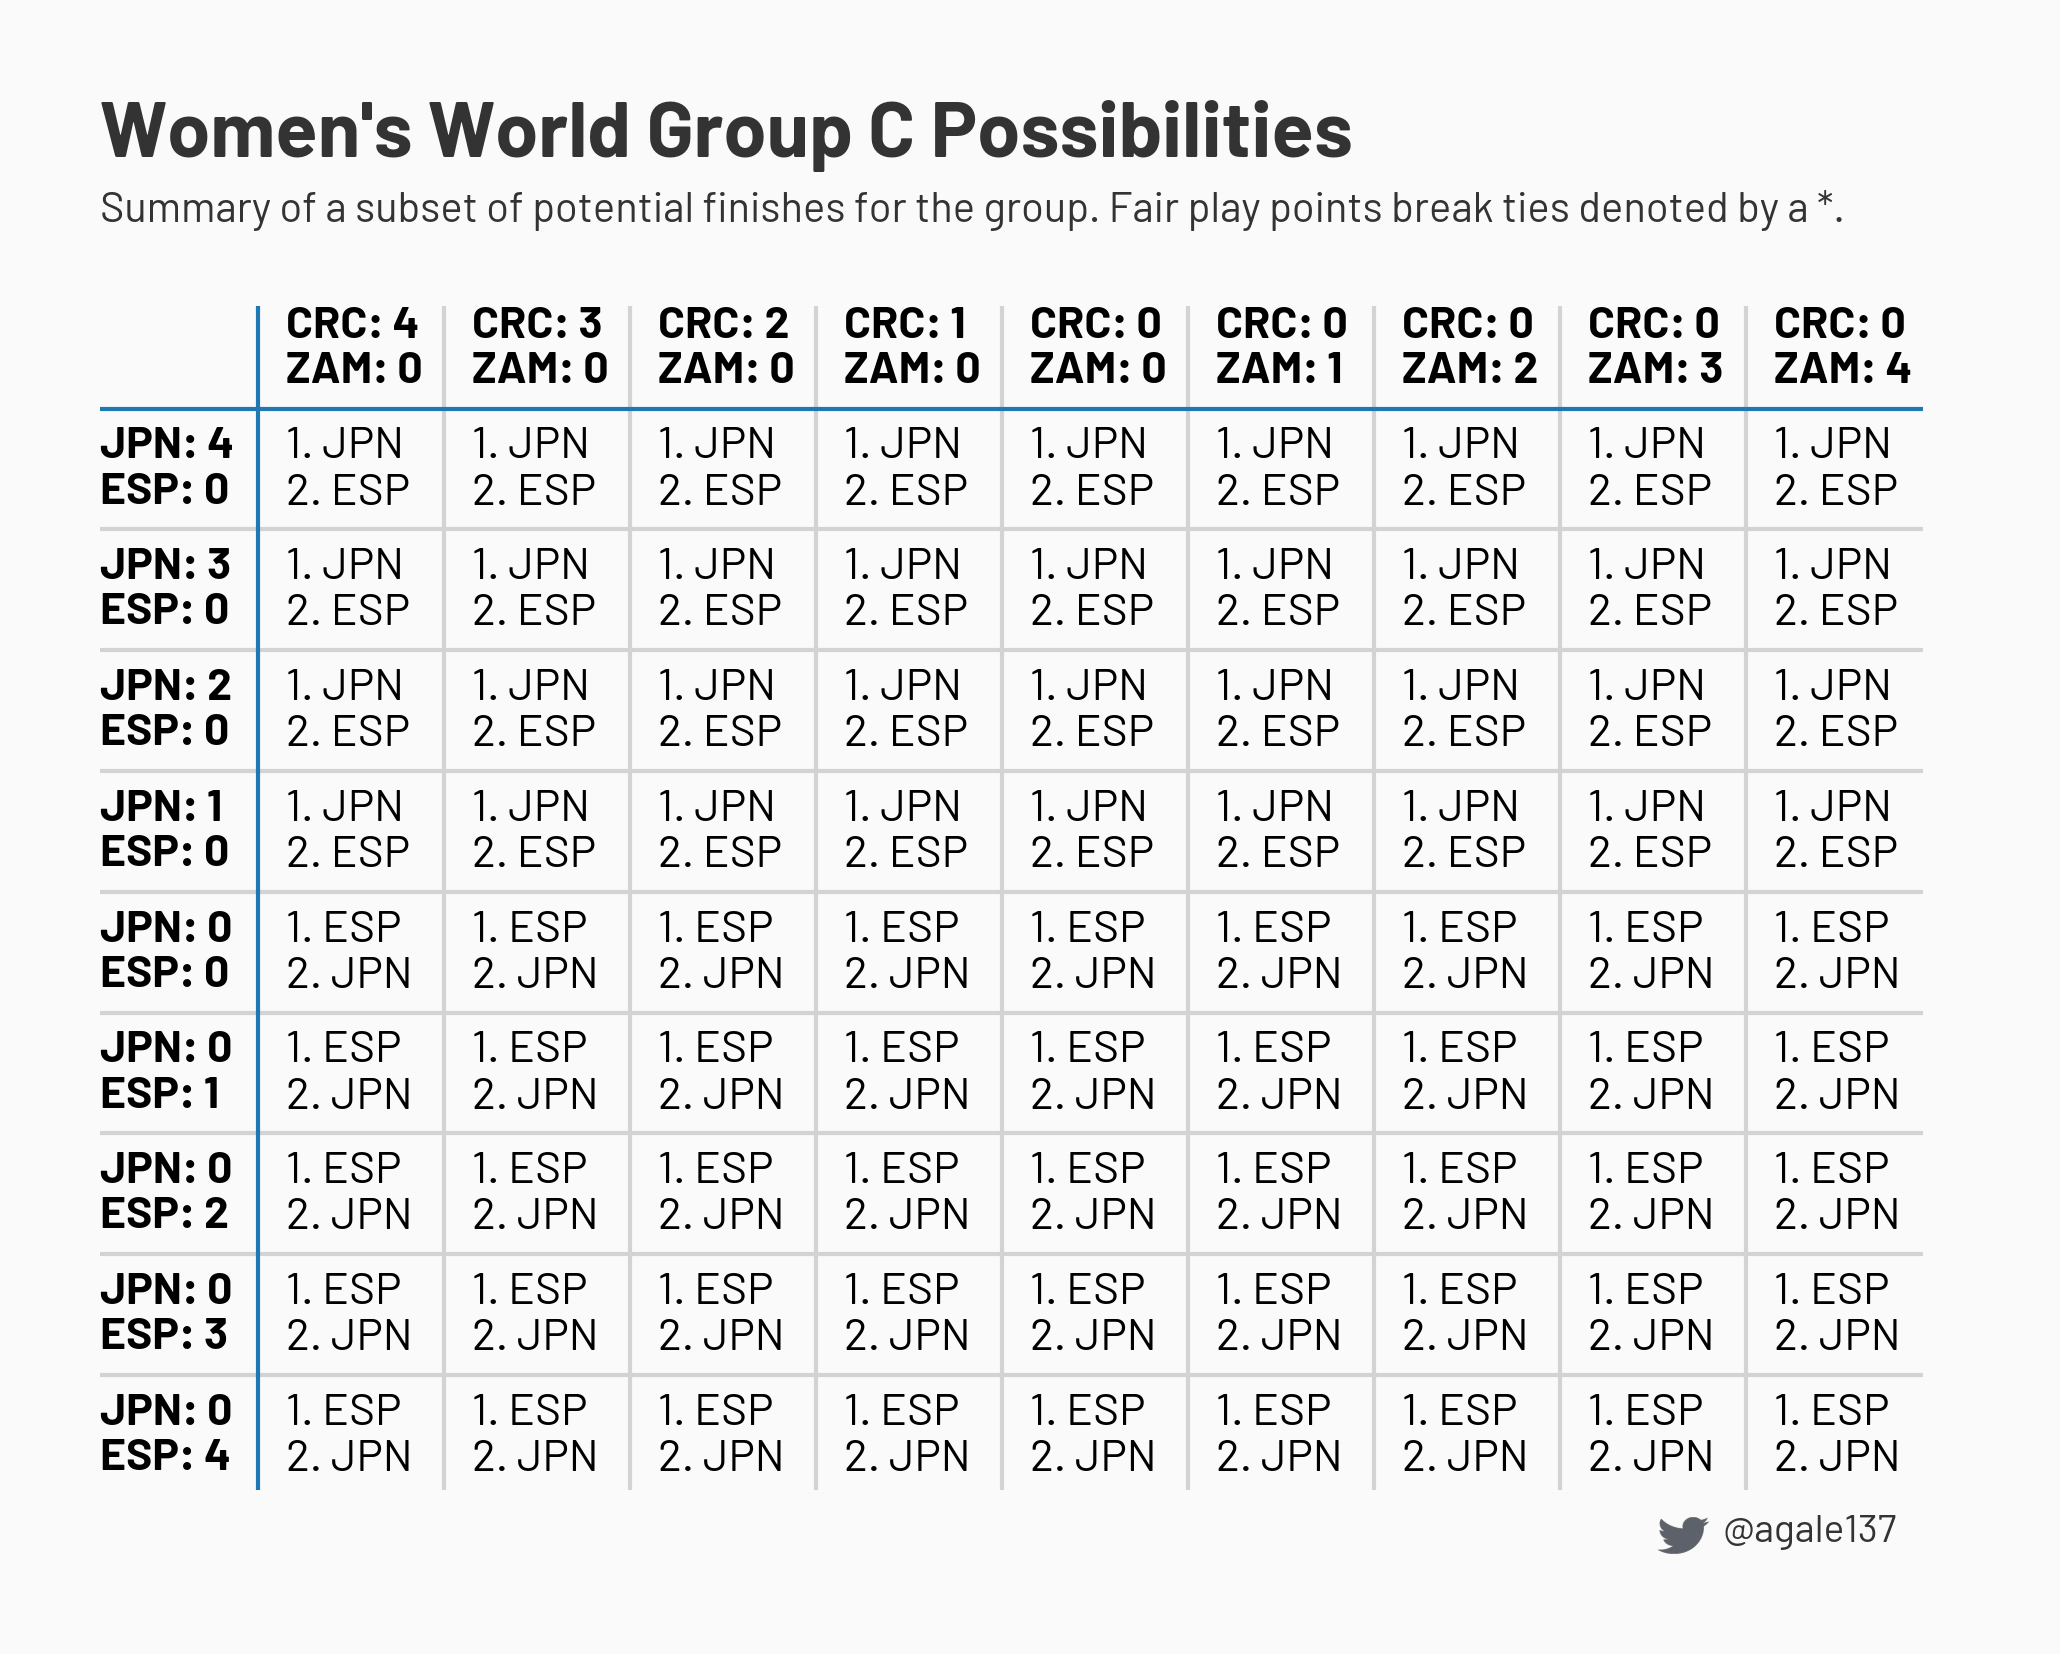 Women's World Group C Possibilities
Summary of a subset of potential finishes for the group. Fair play points break ties denoted by a *.
CRC: 4 CRC: 3 CRC: 2 CRC: 1 CRC: 0 CRC: 0 CRC: 0 CRC: 0 CRC: 0
ZAM: 0 ZAM: 0 ZAM: 0 ZAM: 0 ZAM: 0 ZAM: 1 ZAM: 2 ZAM: 3 ZAM: 4
JPN: 4 1. JPN 1. JPN 1. JPN 1. JPN 1. JPN 1. JPN 1. JPN 1. JPN 1. JPN
ESP: 0 2. ESP 2. ESP 2. ESP 2. ESP 2. ESP 2. ESP 2. ESP 2. ESP 2. ESP
JPN: 3 1. JPN 1. JPN 1. JPN 1. JPN 1. JPN 1. JPN 1. JPN 1. JPN 1. JPN
ESP: 0 2. ESP 2. ESP 2. ESP 2. ESP 2. ESP 2. ESP 2. ESP 2. ESP 2. ESP
JPN: 2 1. JPN 1. JPN 1. JPN 1. JPN 1. JPN 1. JPN 1. JPN 1. JPN 1. JPN
ESP: 0 2. ESP 2. ESP 2. ESP 2. ESP 2. ESP 2. ESP 2. ESP 2. ESP 2. ESP
JPN: 1 1. JPN 1. JPN 1. JPN 1. JPN 1. JPN 1. JPN 1. JPN 1. JPN 1. JPN
ESP: 0 2. ESP 2. ESP 2. ESP 2. ESP 2. ESP 2. ESP 2. ESP 2. ESP 2. ESP
JPN: 0 1. ESP 1. ESP 1. ESP 1. ESP 1. ESP 1. ESP 1. ESP 1. ESP 1. ESP
ESP: 0 2. JPN 2. JPN 2. JPN 2. JPN 2. JPN 2. JPN 2. JPN 2. JPN 2. JPN
JPN: 0 1. ESP 1. ESP 1. ESP 1. ESP 1. ESP 1. ESP 1. ESP 1. ESP 1. ESP
ESP: 1 2. JPN 2. JPN 2. JPN 2. JPN 2. JPN 2. JPN 2. JPN 2. JPN 2. JPN
JPN: 0 1. ESP 1. ESP 1. ESP 1. ESP 1. ESP 1. ESP 1. ESP 1. ESP 1. ESP
ESP: 2 2. JPN 2. JPN 2. JPN 2. JPN 2. JPN 2. JPN 2. JPN 2. JPN 2. JPN
JPN: 0 1. ESP 1. ESP 1. ESP 1. ESP 1. ESP 1. ESP 1. ESP 1. ESP 1. ESP
ESP: 3 2. JPN 2. JPN 2. JPN 2. JPN 2. JPN 2. JPN 2. JPN 2. JPN 2. JPN
JPN: 0 1. ESP 1. ESP 1. ESP 1. ESP 1. ESP 1. ESP 1. ESP 1. ESP 1. ESP
ESP: 4 2. JPN 2. JPN 2. JPN 2. JPN 2. JPN 2. JPN 2. JPN 2. JPN 2. JPN
@agale137